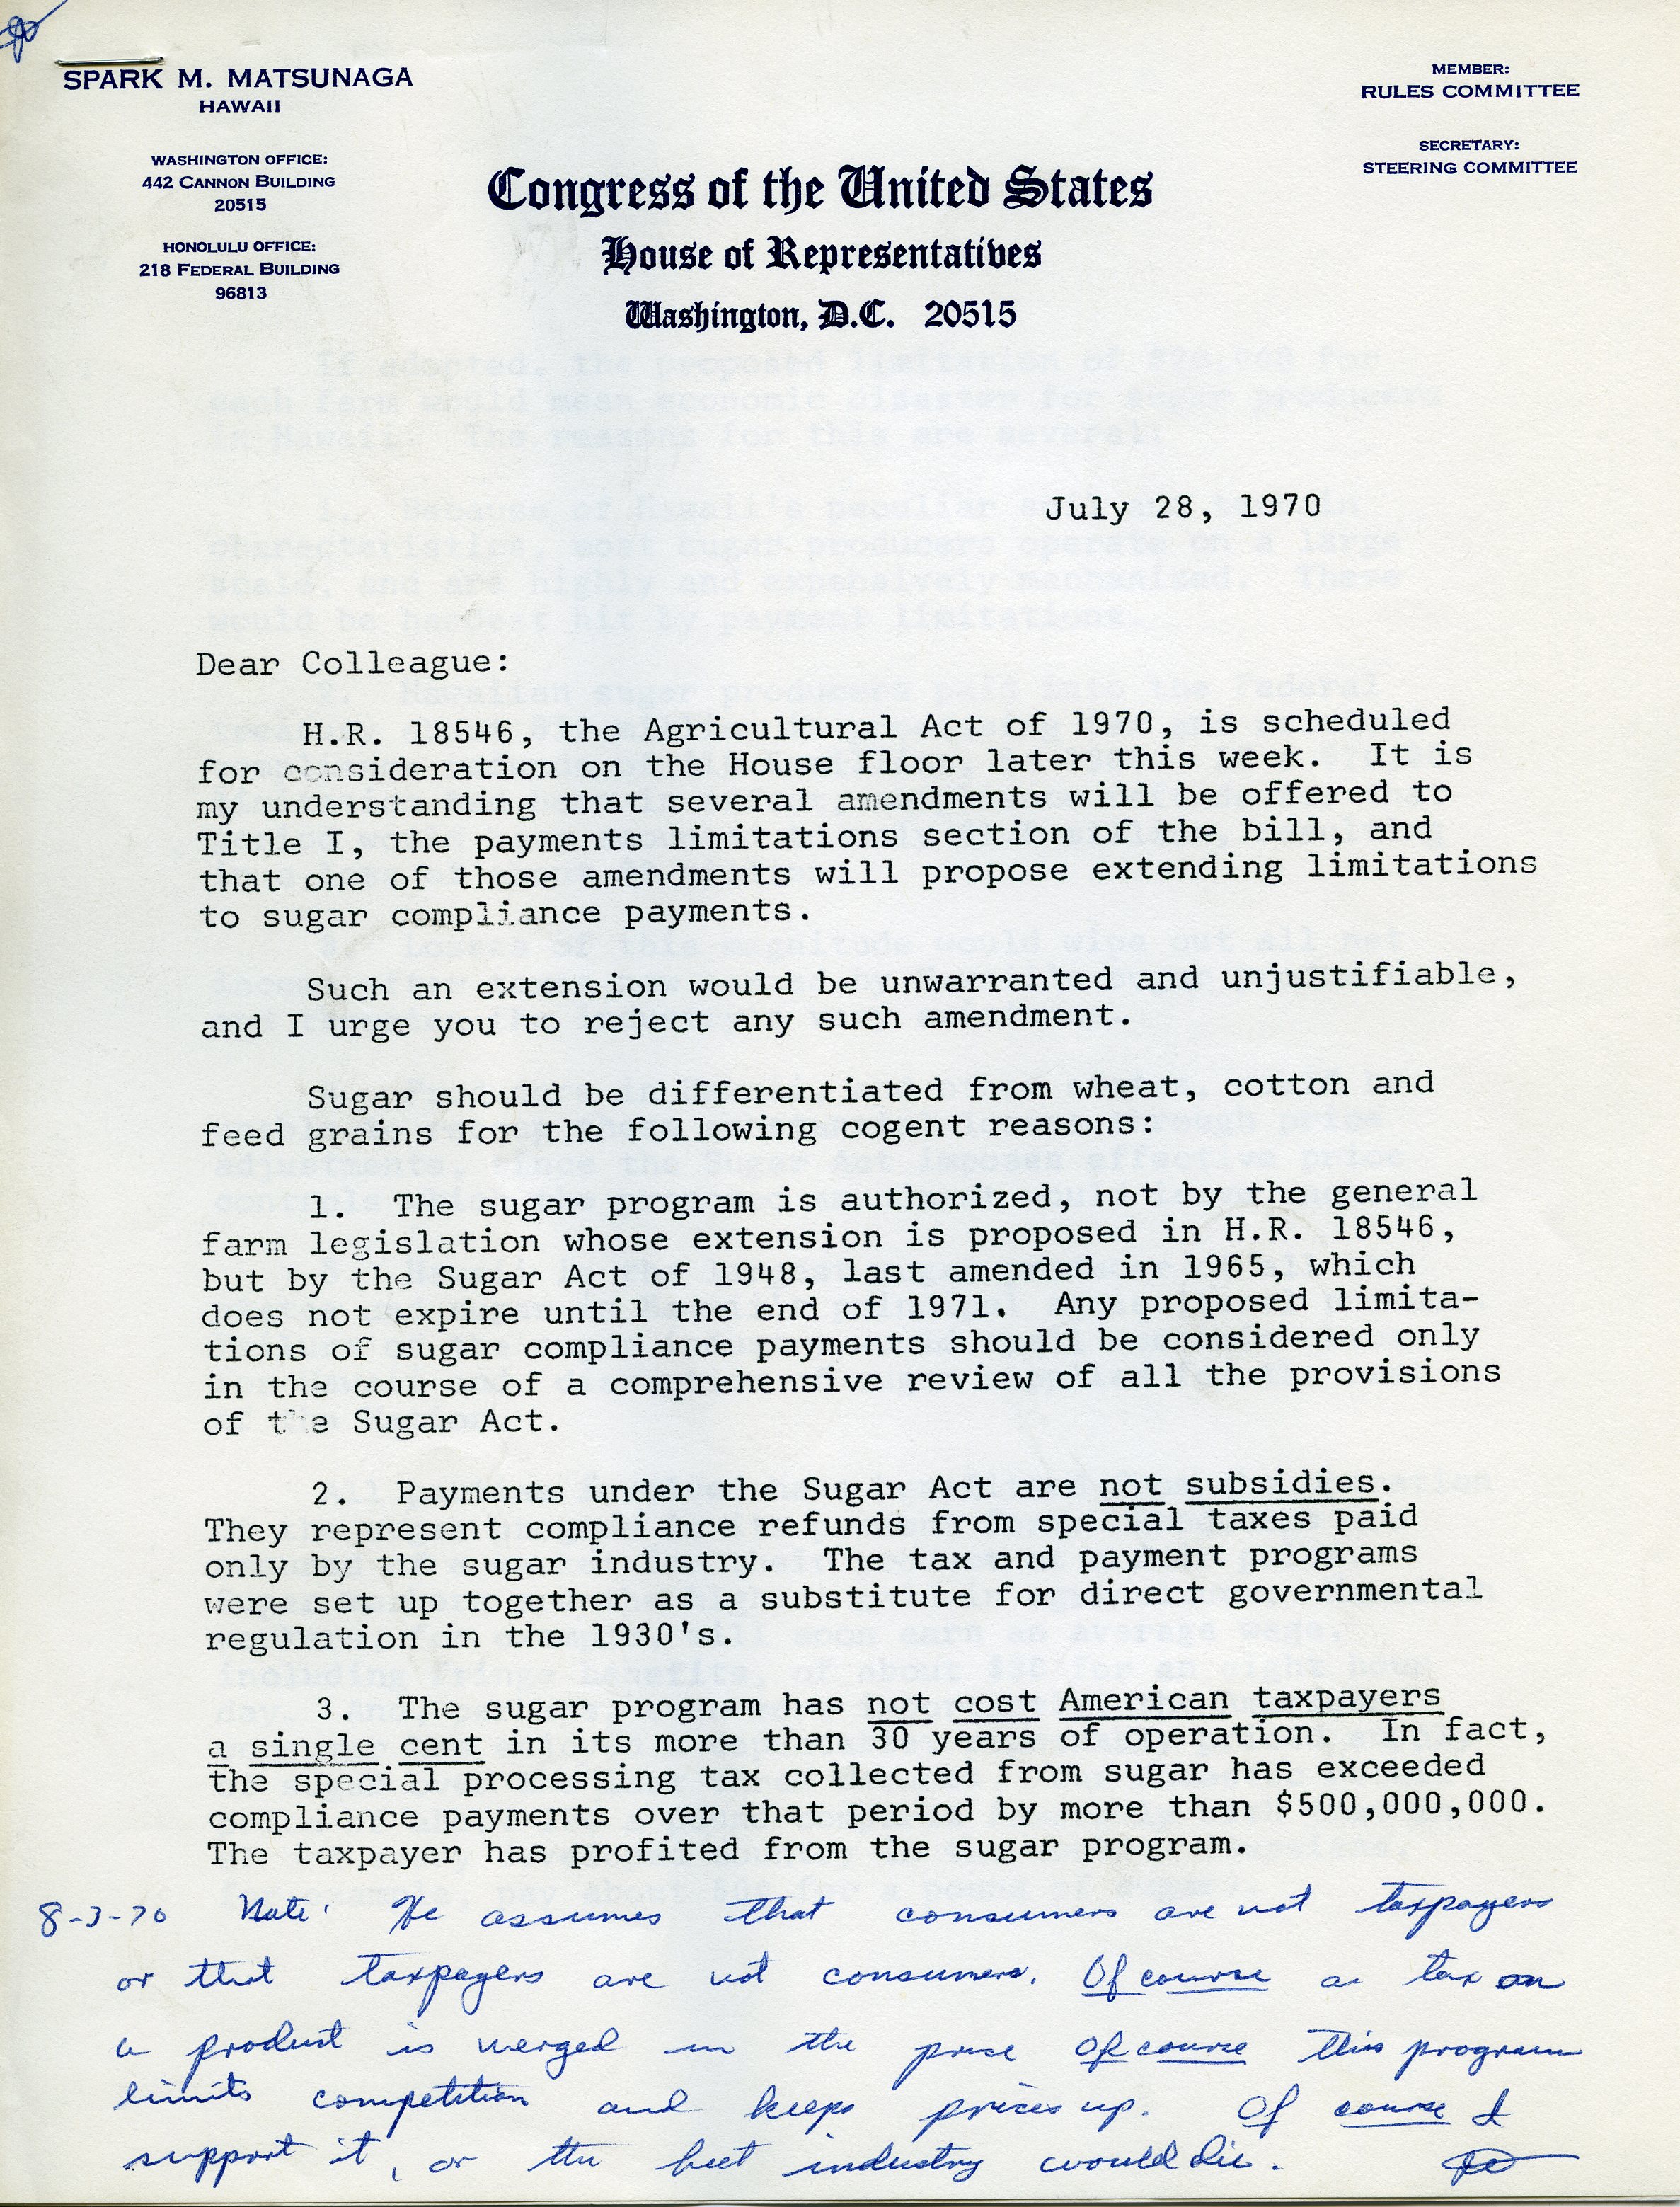 SPARK M. MATSUNAGA
HAWAII
WASHINGTON OFFICE:
442 CANNON BUILDING
20515
HONOLULU OFFICE:
218 FEDERAL BUILDING
96813
MEMBER:
RULES COMMITTEE
SECRETARY:
STEERING COMMITTEE
Congress of the United States
House of Representatives
Washington, D.C. 20515
July 28, 1970
Dear Colleague:
H.R. 18546, the Agricultural Act of 1970, is scheduled
for consideration on the House floor later this week. It is
my understanding that several amendments will be offered to
Title I, the payments limitations section of the bill, and
that one of those amendments will propose extending limitations
to sugar compliance payments.
Such an extension would be unwarranted and unjustifiable,
and I urge you to reject any such amendment.
Sugar should be differentiated from wheat, cotton and
feed grains for the following cogent reasons:
1. The sugar program is authorized, not by the general
farm legislation whose extension is proposed in H.R. 18546,
but by the Sugar Act of 1948, last amended in 1965, which
does not expire until the end of 1971. Any proposed limita-
tions of sugar compliance payments should be considered only
in the course of a comprehensive review of all the provisions
of the Sugar Act.
2. Payments under the Sugar Act are not subsidies.
They represent compliance refunds from special taxes paid
only by the sugar industry. The tax and payment programs
were set up together as a substitute for direct governmental
regulation in the 1930's.
3. The sugar program has not cost American taxpayers
a single cent in its more than 30 years of operation. In fact,
the special processing tax collected from sugar has exceeded
compliance payments over that period by more than $500,000,000.
The taxpayer has profited from the sugar program.
8-3-70 Note: He assumes that consumers are not taxpayers
or that taxpayers are not consumers. Of course a tax on
a product is merged in the price Of course this program
limits competition and keeps prices up. Of course I
support it, or the beet industry would die.